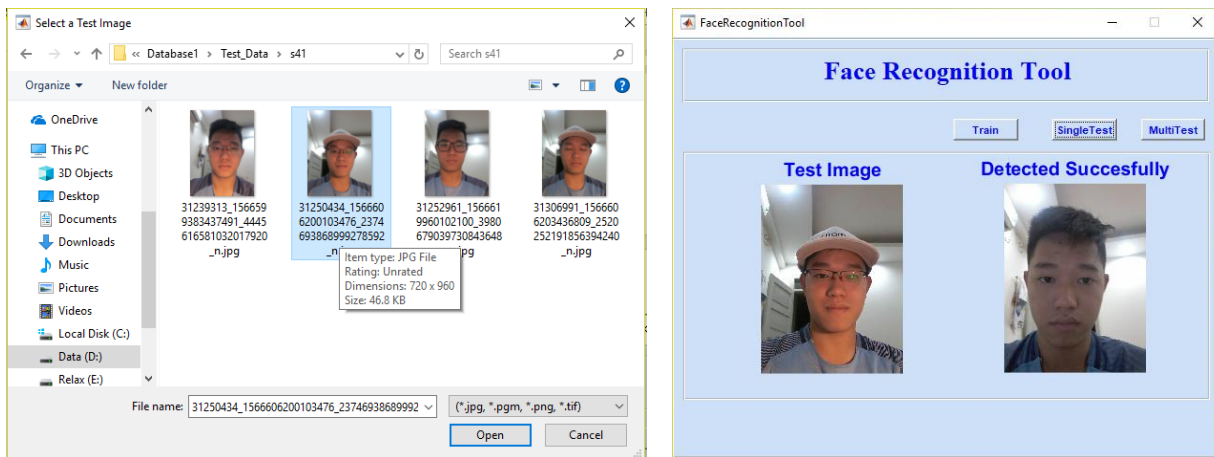 Select a Test Image
« Database1 › Test_Data › s41
Search s41
Organize
New folder
OneDrive
This PC
3D Objects
Desktop
Documents
Downloads
Music
Pictures
Videos
Local Disk (C:)
Data (D:)
Relax (E:)
31239313_156659
9383437491_4445
616581032017920
_n.jpg
31250434_156660
6200103476_2374
693868999278592
_n
31252961_156661
9960102100_3980
679039730843648
pg
31306991_156660
6203436809_2520
252191856394240
_n.jpg
Item type: JPG File
Rating: Unrated
Dimensions: 720 x 960
Size: 46.8 KB
File name: 31250434_1566606200103476_23746938689992
(*.jpg, *.pgm, *.png, *.tif)
Open
Cancel
FaceRecognitionTool
Face Recognition Tool
Train
SingleTest
MultiTest
Test Image
Detected Succesfully